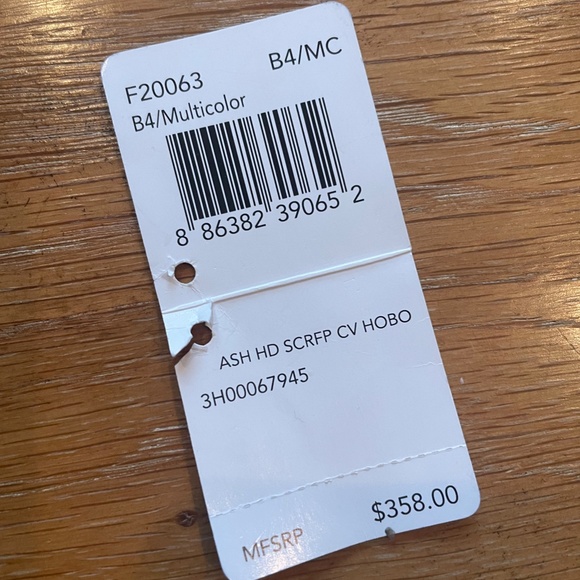 F20063 B4/MC
B4/Multicolor
8 86382 39065 2
ASH HD SCRFP CV HOBO
3H00067945
$358.00
MFSRP